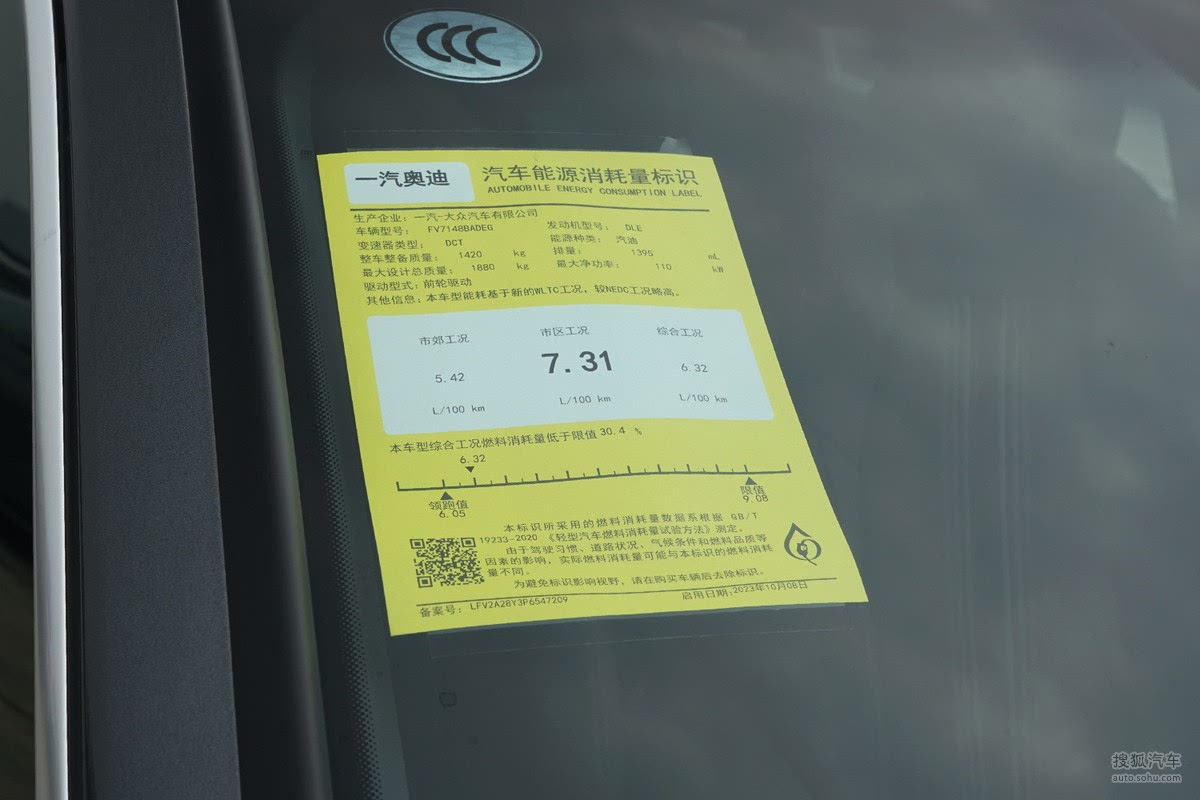 CCC
一汽奥迪
汽车能源消耗量标识
AUTOMOBILE ENERGY CONSUMPTION LABEL
生产企业：一汽-大众汽车有限公司
车辆型号： FV7148BADEG 发动机型号： DLE
变速器类型： DCT 能源种类： 汽油
整车整备质量： 1420 kg 排量： 1395 mL
最大设计总质量： 1880 kg 最大净功率： 110 kW
驱动型式：前轮驱动
其他信息：本车型能耗基于新的WLTC工况，较NEDC工况略高。
市郊工况 市区工况 综合工况
5.42 7.31 6.32
L/100 km L/100 km L/100 km
本车型综合工况燃料消耗量低于限值 30.4 %
6.32
领跑值 限值
6.05 9.08
本标识所采用的燃料消耗量数据系根据 GB/T
19233-2020 《轻型汽车燃料消耗量试验方法》测定。
由于驾驶习惯、道路状况、气候条件和燃料品质等
因素的影响，实际燃料消耗量可能与本标识的燃料消耗
量不同。
为避免标识影响视野，请在购买车辆后去除标识。
备案号： LFV2A28Y3P6547209 启用日期：2023年10月08日
搜狐汽车
auto.sohu.com